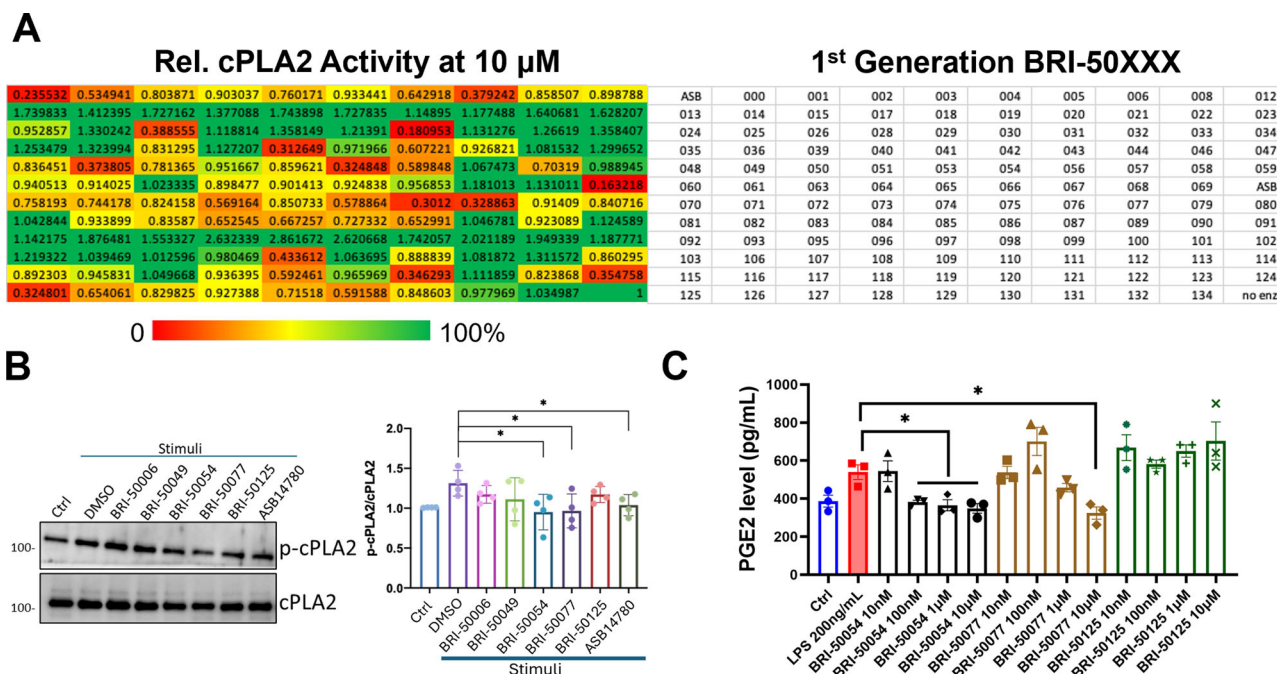 A
Rel. cPLA2 Activity at 10 μM
1st Generation BRI-50XXX
0.235532 0.534941 0.803871 0.903037 0.760171 0.933441 0.642918 0.379242 0.858507 0.898788
1.739833 1.412395 1.727162 1.377088 1.743898 1.727835 1.14895 1.177488 1.640681 1.628207
0.952857 1.330242 0.388555 1.118814 1.358149 1.21391 0.180953 1.131276 1.26619 1.358407
1.253479 1.323994 0.831295 1.127207 0.312649 0.971966 0.607221 0.926821 1.081532 1.299652
0.836451 0.373805 0.781365 0.951667 0.859621 0.324848 0.589848 1.067473 0.70319 0.988945
0.940513 0.914025 1.023335 0.898477 0.901413 0.924838 0.956853 1.181013 1.131011 0.163218
0.758193 0.744178 0.824158 0.569164 0.850733 0.578864 0.3012 0.328863 0.91409 0.840716
1.042844 0.933899 0.83587 0.652545 0.667257 0.727332 0.652991 1.046781 0.923089 1.124589
1.142175 1.876481 1.553327 2.632339 2.861672 2.620668 1.742057 2.021189 1.949339 1.187771
1.219322 1.039469 1.012596 0.980469 0.433612 1.063695 0.888839 1.081872 1.311572 0.860295
0.892303 0.945831 1.049668 0.936395 0.592461 0.965969 0.346293 1.111859 0.823868 0.354758
0.324801 0.654061 0.829825 0.927388 0.71518 0.591588 0.848603 0.977969 1.034987 1
ASB 000 001 002 003 004 005 006 008 012
013 014 015 017 018 019 020 021 022 023
024 025 026 028 029 030 031 032 033 034
035 036 039 040 041 042 043 044 046 047
048 049 050 051 053 054 056 057 058 059
060 061 063 064 065 066 067 068 069 ASB
070 071 072 073 074 075 076 077 079 080
081 082 083 084 085 086 087 089 090 091
092 093 095 096 097 098 099 100 101 102
103 106 107 108 109 110 111 112 113 114
115 116 117 118 119 120 121 122 123 124
125 126 127 128 129 130 131 132 134 no enz
0 100%
B
Stimuli
Ctrl
DMSO
BRI-50006
BRI-50049
BRI-50054
BRI-50077
BRI-50125
ASB14780
100-
p-cPLA2
100-
cPLA2
p-cPLA2/cPLA2
2.0
1.5
1.0
0.5
0.0
*
*
*
Ctrl
DMSO
BRI-50006
BRI-50049
BRI-50054
BRI-50077
BRI-50125
ASB14780
Stimuli
C
PGE2 level (pg/mL)
1000
800
600
400
200
0
*
*
Ctrl
LPS 200ng/mL
BRI-50054 10nM
BRI-50054 100nM
BRI-50054 1μM
BRI-50054 10μM
BRI-50077 10nM
BRI-50077 100nM
BRI-50077 1μM
BRI-50077 10μM
BRI-50125 10nM
BRI-50125 100nM
BRI-50125 1μM
BRI-50125 10μM